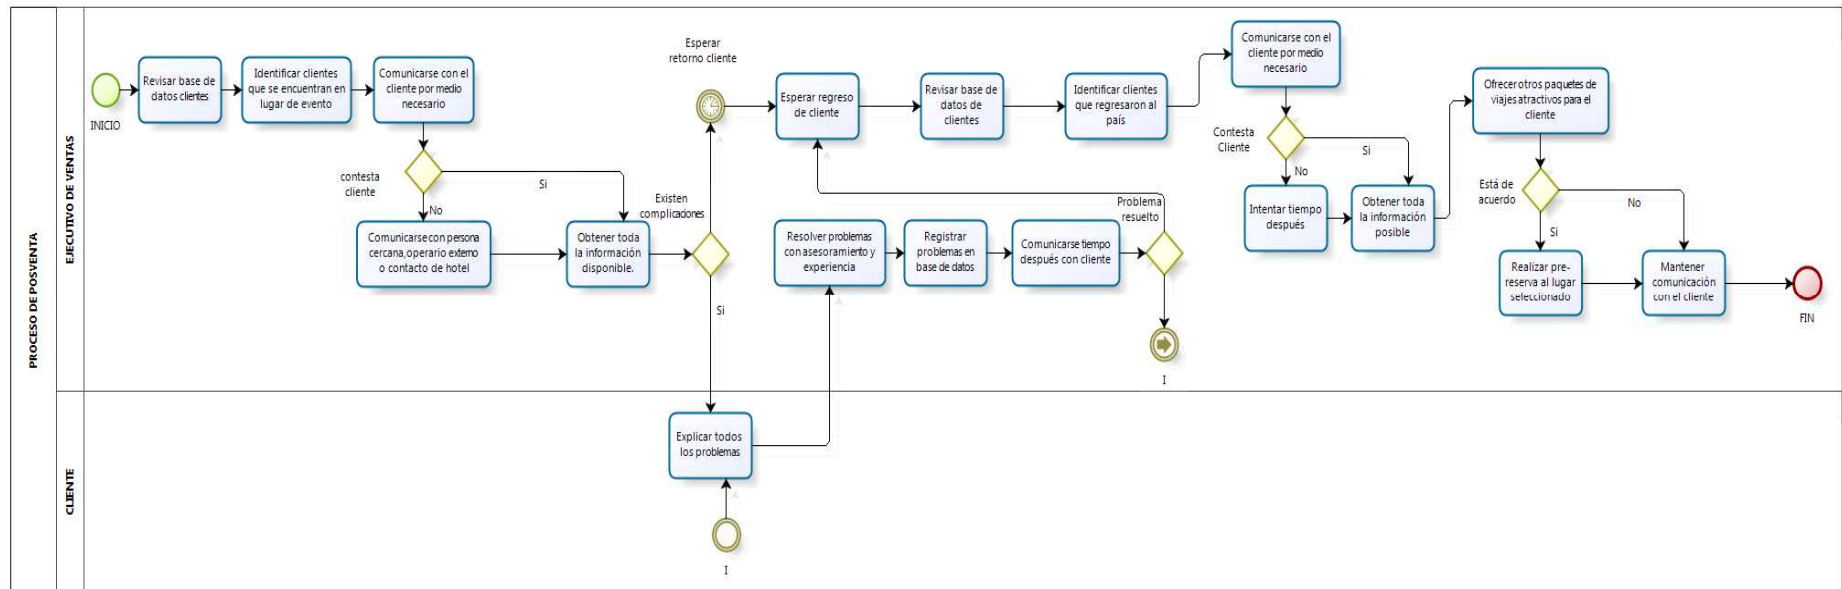 PROCESO DE POSVENTA
EJECUTIVO DE VENTAS
INICIO
Revisar base de
datos clientes
Identificar clientes
que se encuentran en
lugar de evento
Comunicarse con el
cliente por medio
necesario
contesta
cliente
Si
No
Comunicarse con persona
cercana, operario externo
o contacto de hotel
Obtener toda
la información
disponible.
Existen
complicaciones
Si
Esperar
retorno cliente
Esperar regreso
de cliente
Revisar base de
datos de
clientes
Identificar clientes
que regresaron al
país
Resolver problemas
con asesoramiento y
experiencia
Registrar
problemas en
base de datos
Comunicarse tiempo
después con cliente
Problema
resuelto
I
Comunicarse con el
cliente por medio
necesario
Contesta
Cliente
Si
No
Intentar tiempo
después
Obtener toda
la información
posible
Ofrecer otros paquetes de
viajes atractivos para el
cliente
Está de
acuerdo
No
Si
Realizar pre-
reserva al lugar
seleccionado
Mantener
comunicación
con el cliente
FIN
CLIENTE
Explicar todos
los problemas
I